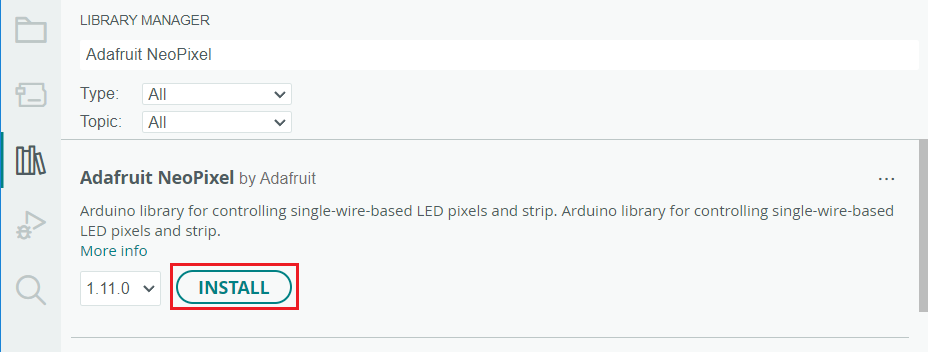 LIBRARY MANAGER
Adafruit NeoPixel
Type: All
Topic: All
Adafruit NeoPixel by Adafruit
Arduino library for controlling single-wire-based LED pixels and strip. Arduino library for controlling single-wire-based
LED pixels and strip.
More info
1.11.0 INSTALL